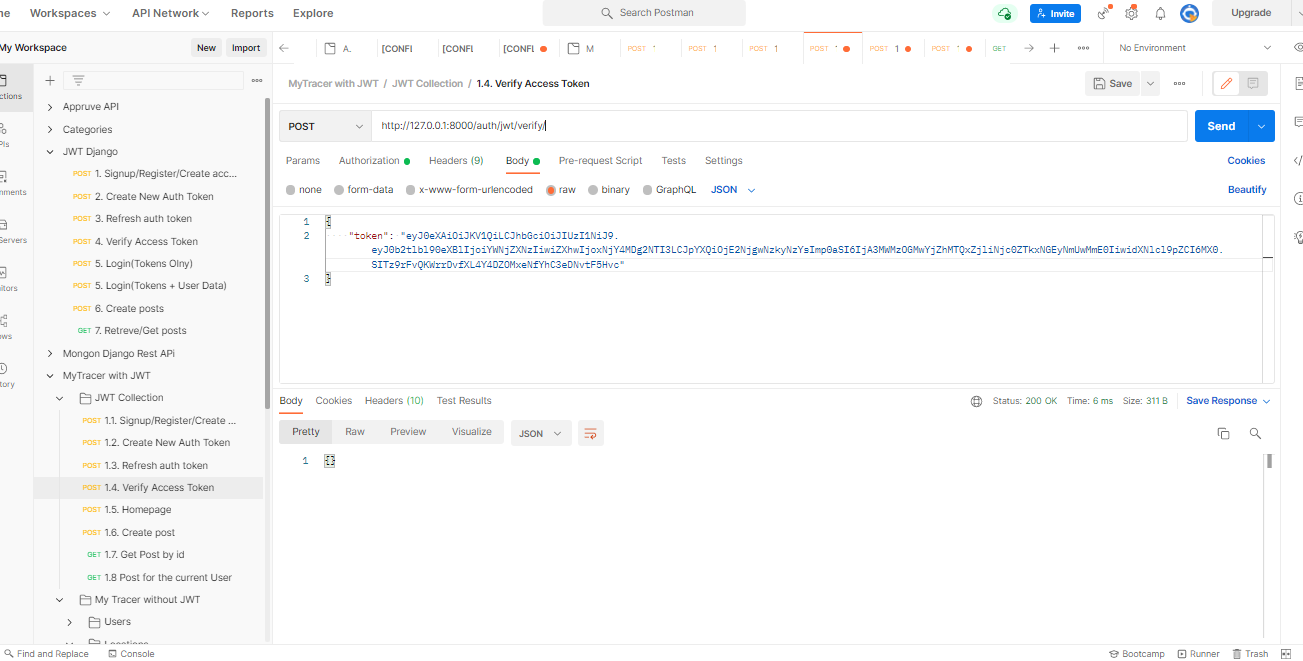 ne Workspaces API Network Reports Explore Search Postman Invite Upgrade
My Workspace New Import A. [CONFI [CONFL [CONFL M POST POST 1 POST 1 POST POST 1 POST GET No Environment
MyTracer with JWT / JWT Collection / 1.4. Verify Access Token Save
ctions
Appruve API
Categories
JWT Django
POST 1. Signup/Register/Create acc...
POST 2. Create New Auth Token
POST 3. Refresh auth token
POST 4. Verify Access Token
POST 5. Login(Tokens Olny)
POST 5. Login(Tokens + User Data)
POST 6. Create posts
GET 7. Retreve/Get posts
Mongon Django Rest APi
MyTracer with JWT
JWT Collection
POST 1.1. Signup/Register/Create ...
POST 1.2. Create New Auth Token
POST 1.3. Refresh auth token
POST 1.4. Verify Access Token
POST 1.5. Homepage
POST 1.6. Create post
GET 1.7. Get Post by id
GET 1.8 Post for the current User
My Tracer without JWT
Users
Locations
PIs
nments
Servers
itors
ows
tory
POST http://127.0.0.1:8000/auth/jwt/verify/ Send
Params Authorization Headers (9) Body Pre-request Script Tests Settings Cookies
none form-data x-www-form-urlencoded raw binary GraphQL JSON Beautify
1 {
2 "token": "eyJ0eXAiOiJKV1QiLCJhbGciOiJIUzI1NiJ9.
eyJ0b2tlbl90eXBlIjoiYWNjZXNzIiwiZXhwIjoxNjY4MDg2NTI3LCJpYXQiOjE2NjgwNzkyNzYsImp0aSI6IjA3MWMzOGMwYjZhMTQxZjliNjc0ZTkxNGEyNmUwMmE0IiwidXNlcl9pZCI6MX0.
SITz9rFvQKWrrDvfXL4Y4DZOMxeNfYhC3eDNvtF5Hvc"
3 }
Body Cookies Headers (10) Test Results Status: 200 OK Time: 6 ms Size: 311 B Save Response
Pretty Raw Preview Visualize JSON
1 {}
Find and Replace Console Bootcamp Runner Trash